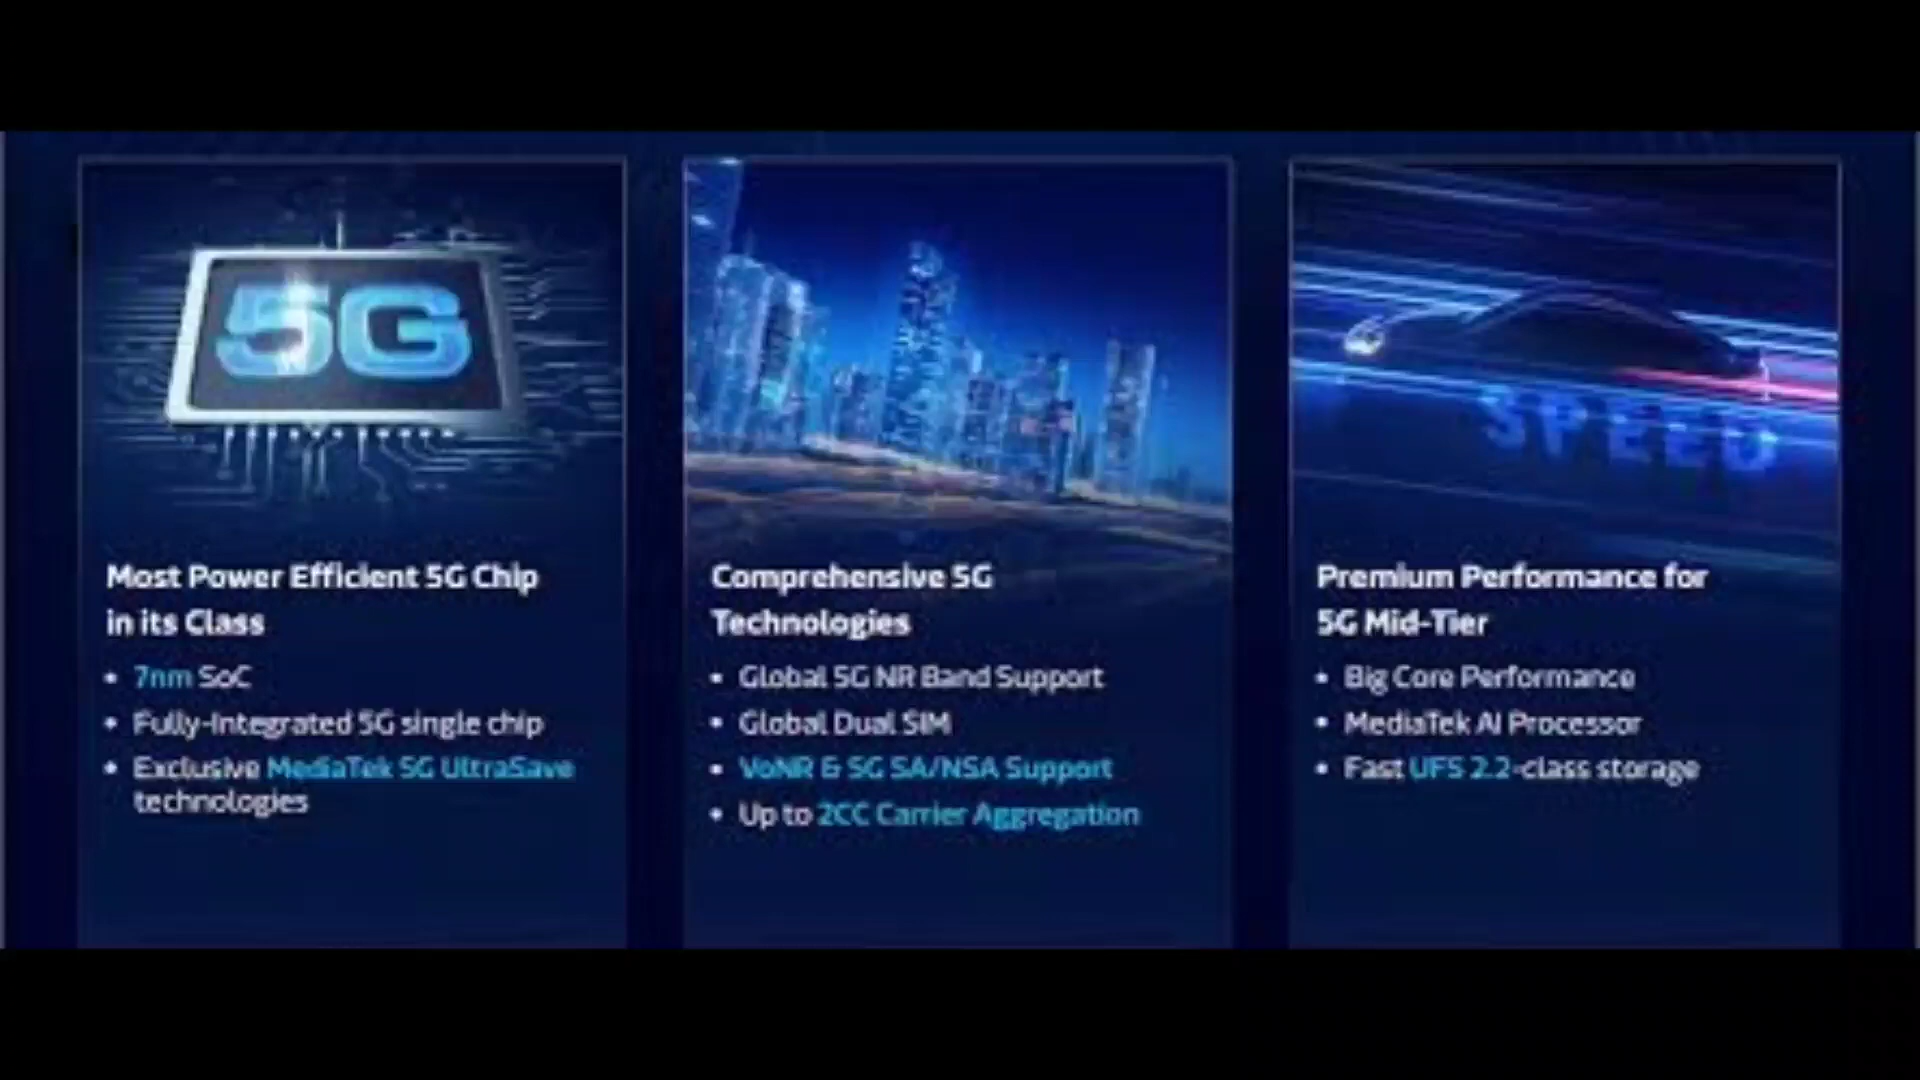 5G
SPEED
Most Power Efficient 5G Chip
in its Class
• 7nm SoC
• Fully-Integrated 5G single chip
• Exclusive MediaTek 5G UltraSave
technologies
Comprehensive 5G
Technologies
• Global 5G NR Band Support
• Global Dual SIM
• VoNR & 5G SA/NSA Support
• Up to 2CC Carrier Aggregation
Premium Performance for
5G Mid-Tier
• Big Core Performance
• MediaTek AI Processor
• Fast UFS 2.2-class storage